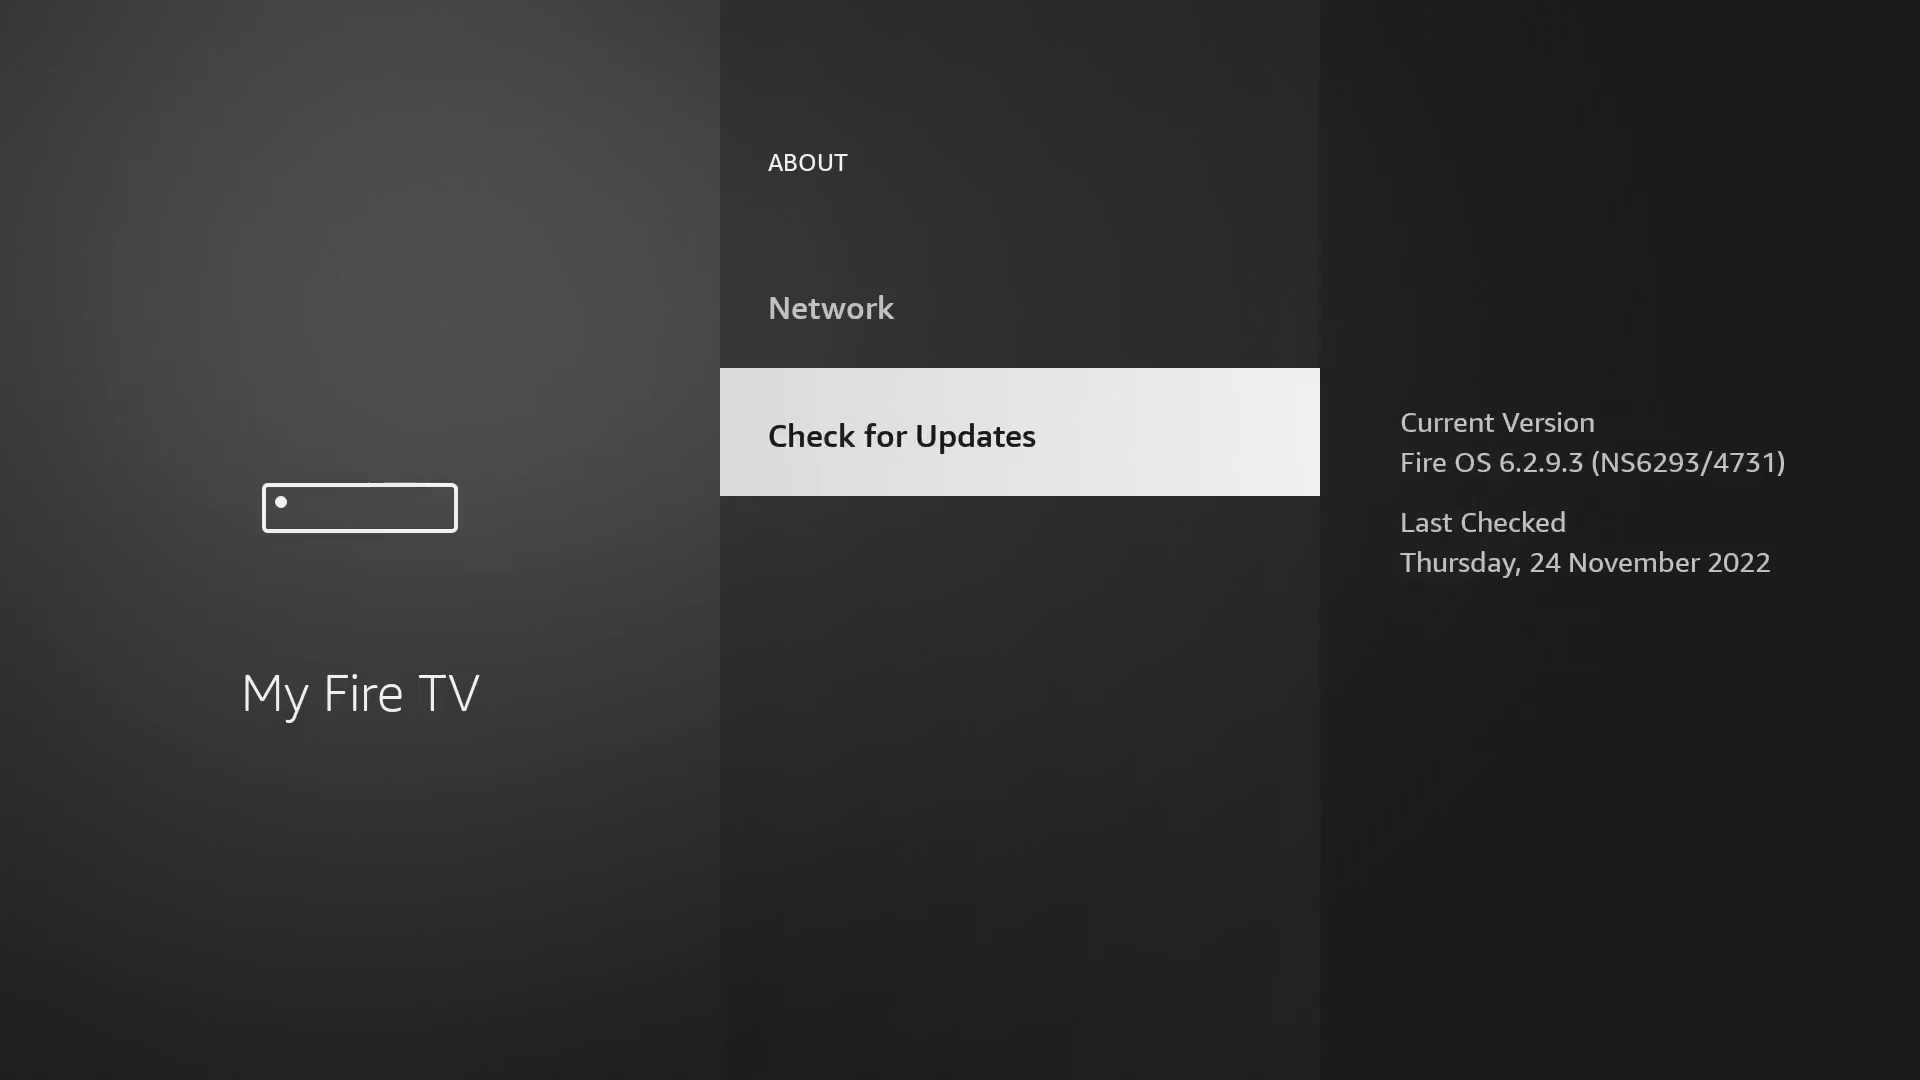 ABOUT
Network
Check for Updates
Current Version
Fire OS 6.2.9.3 (NS6293/4731)
Last Checked
Thursday, 24 November 2022
My Fire TV